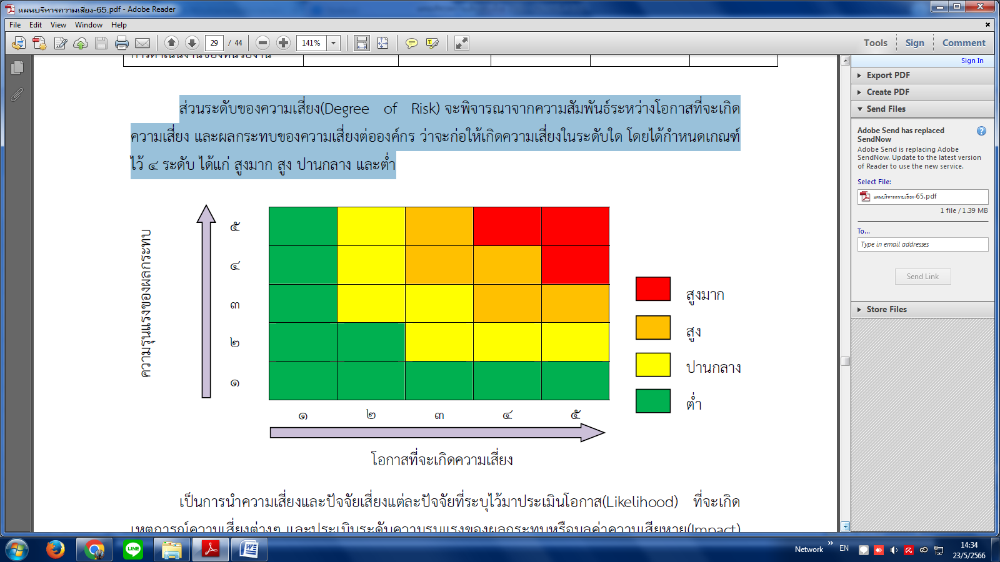 แผนบริหารความเสี่ยง-65.pdf - Adobe Reader
File Edit View Window Help
29 / 44 141% Tools Sign Comment
Sign In
Export PDF
Create PDF
Send Files
Adobe Send has replaced
SendNow
Adobe Send is replacing Adobe
SendNow. Update to the latest version
of Reader to use the new service.
Select File:
แผนบริหารความเสี่ยง-65.pdf
1 file / 1.39 MB
To...
Type in email addresses
Send Link
Store Files
การดำเนินงานของหน่วยงาน
ส่วนระดับของความเสี่ยง(Degree of Risk) จะพิจารณาจากความสัมพันธ์ระหว่างโอกาสที่จะเกิด
ความเสี่ยง และผลกระทบของความเสี่ยงต่อองค์กร ว่าจะก่อให้เกิดความเสี่ยงในระดับใด โดยได้กำหนดเกณฑ์
ไว้ ๔ ระดับ ได้แก่ สูงมาก สูง ปานกลาง และต่ำ
ความรุนแรงของผลกระทบ
๕
๔
๓
๒
๑
๑ ๒ ๓ ๔ ๕
โอกาสที่จะเกิดความเสี่ยง
สูงมาก
สูง
ปานกลาง
ต่ำ
เป็นการนำความเสี่ยงและปัจจัยเสี่ยงแต่ละปัจจัยที่ระบุไว้มาประเมินโอกาส(Likelihood) ที่จะเกิด
เหตุการณ์ความเสี่ยงต่างๆ และประเมินระดับความรุนแรงของผลกระทบหรือมูลค่าความเสียหาย(Impact)
LINE
Network EN 14:34
23/5/2566